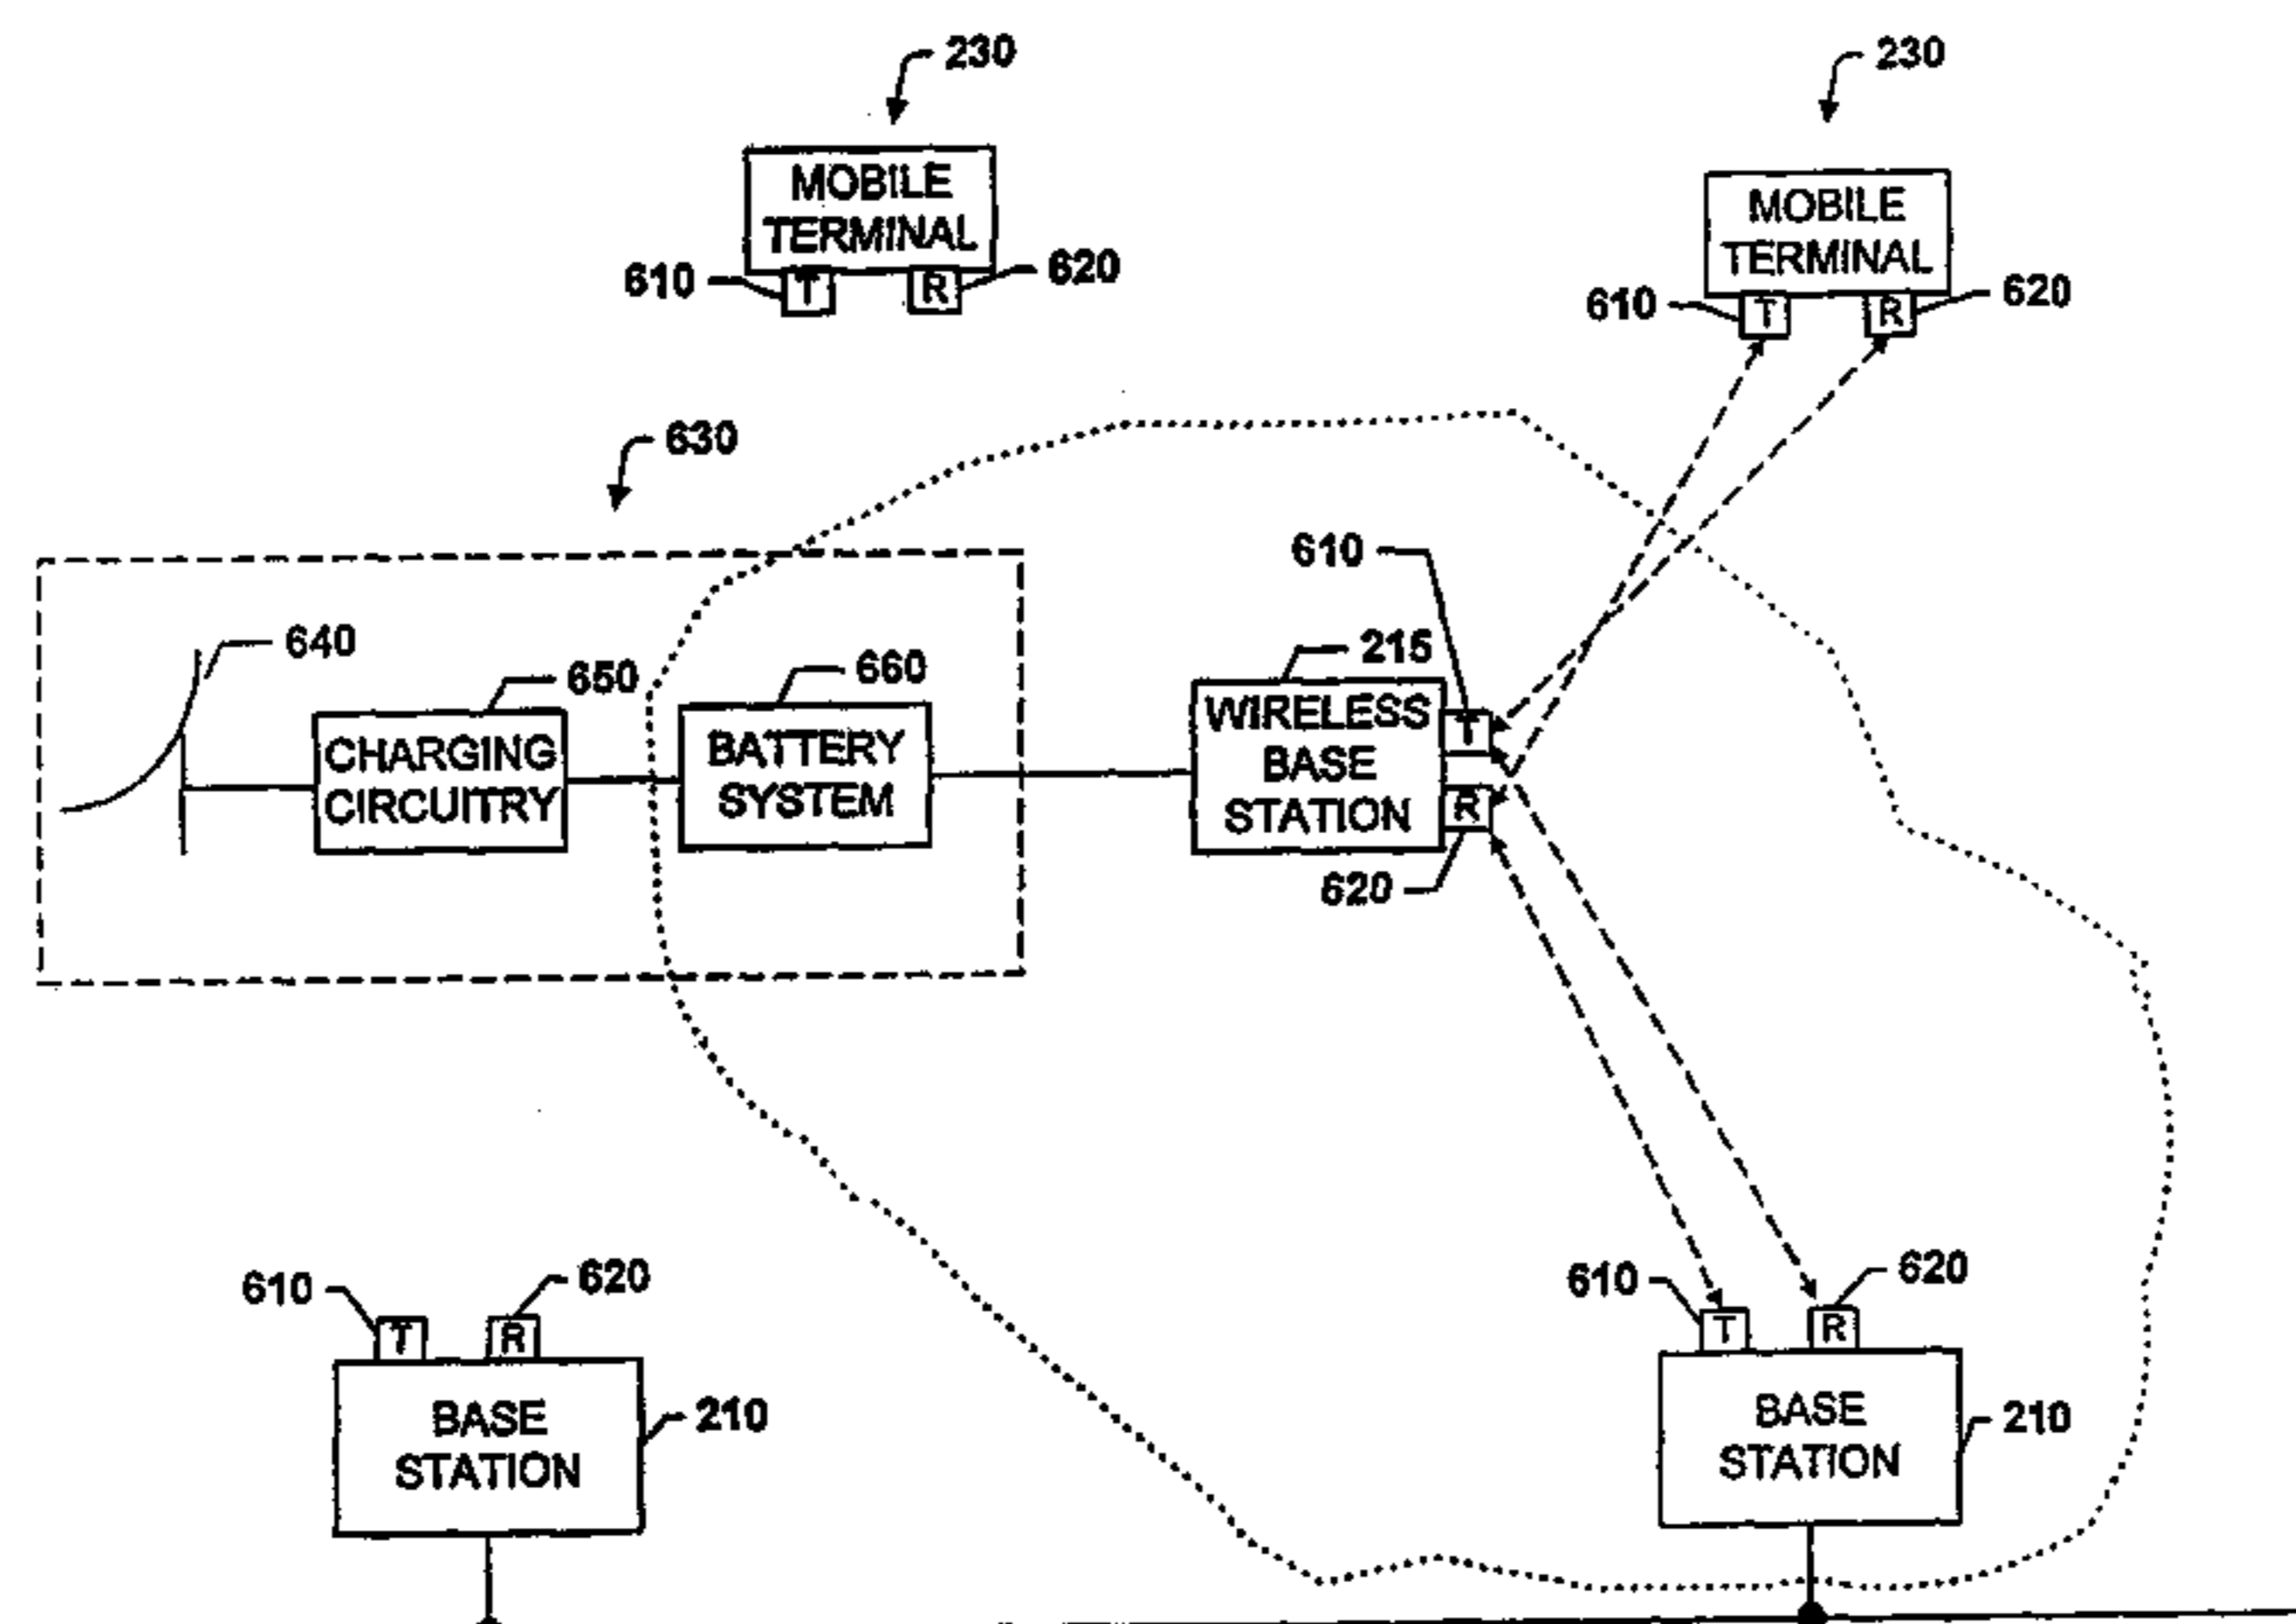 230
230
MOBILE
TERMINAL
MOBILE
TERMINAL
610
T
R
620
610
T
R
620
630
610
640
215
650
660
WIRELESS
BASE
STATION
T
R
CHARGING
CIRCUITRY
BATTERY
SYSTEM
620
610
620
T
R
610
620
T
R
BASE
STATION
210
BASE
STATION
210